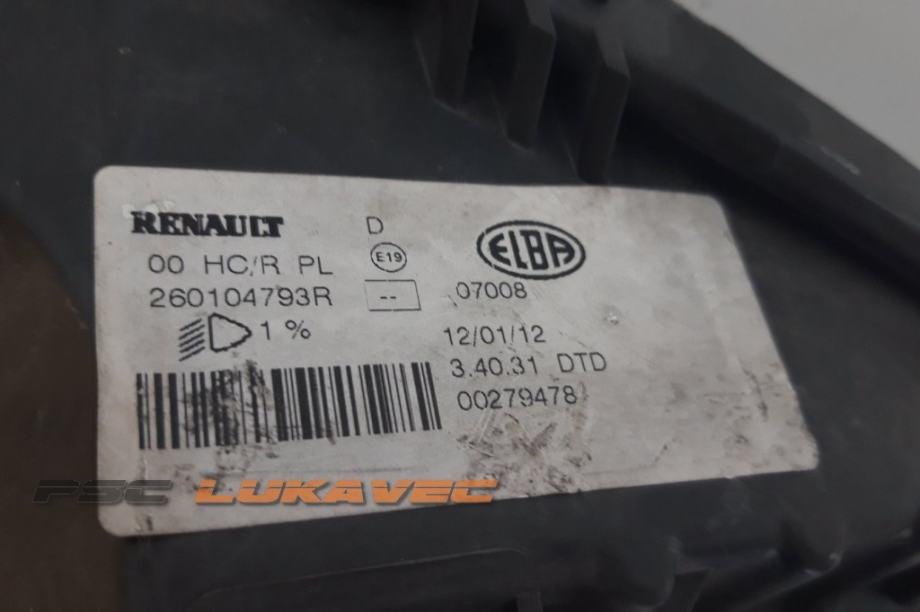 RENAULT D ELBA
00 HC/R PL E19
260104793R -- 07008
1 % 12/01/12
3.40.31 DTD
00279478
PSC LUKAVEC